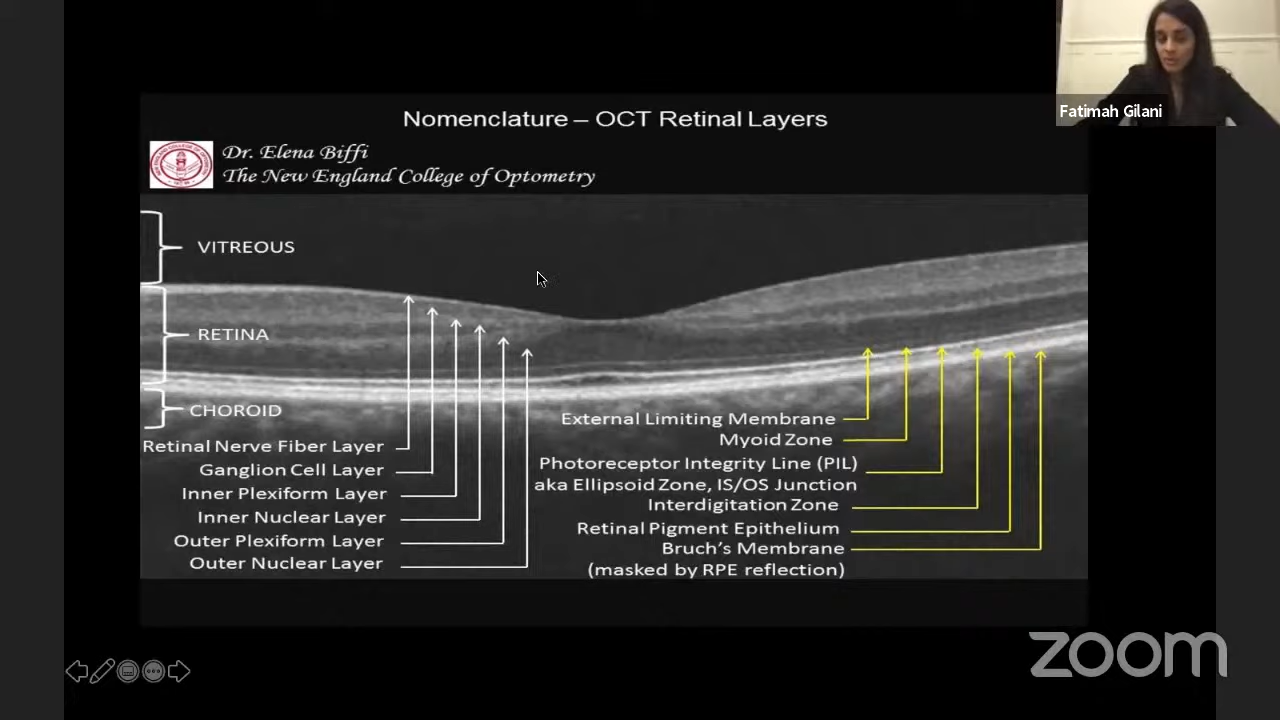 Fatimah Gilani
Nomenclature – OCT Retinal Layers
Dr. Elena Biffi
The New England College of Optometry
VITREOUS
RETINA
CHOROID
Retinal Nerve Fiber Layer
Ganglion Cell Layer
Inner Plexiform Layer
Inner Nuclear Layer
Outer Plexiform Layer
Outer Nuclear Layer
External Limiting Membrane
Myoid Zone
Photoreceptor Integrity Line (PIL)
aka Ellipsoid Zone, IS/OS Junction
Interdigitation Zone
Retinal Pigment Epithelium
Bruch’s Membrane
(masked by RPE reflection)
zoom